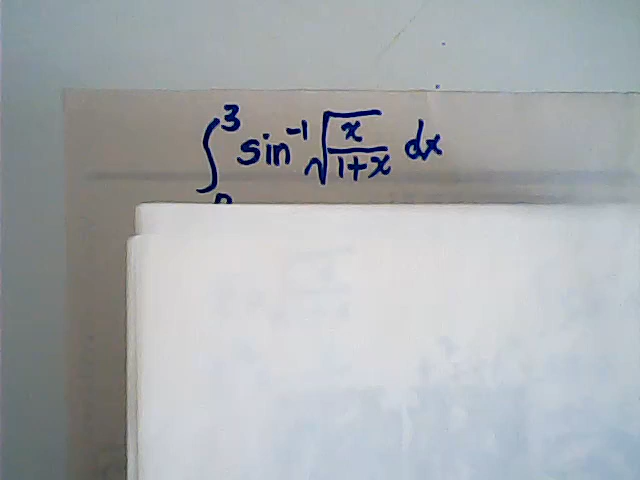 ∫³ sin⁻¹ √(x/(1+x)) dx